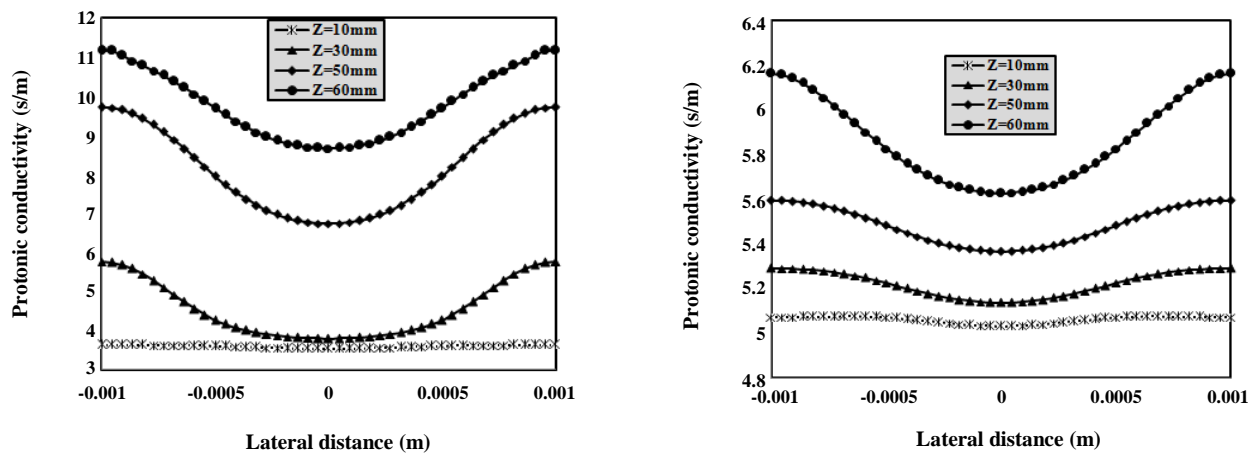 12
11
10
9
8
7
6
5
4
3
Protonic conductivity (s/m)
Z=10mm
Z=30mm
Z=50mm
Z=60mm
-0.001
-0.0005
0
0.0005
0.001
Lateral distance (m)
6.4
6.2
6
5.8
5.6
5.4
5.2
5
4.8
Protonic conductivity (s/m)
Z=10mm
Z=30mm
Z=50mm
Z=60mm
-0.001
-0.0005
0
0.0005
0.001
Lateral distance (m)